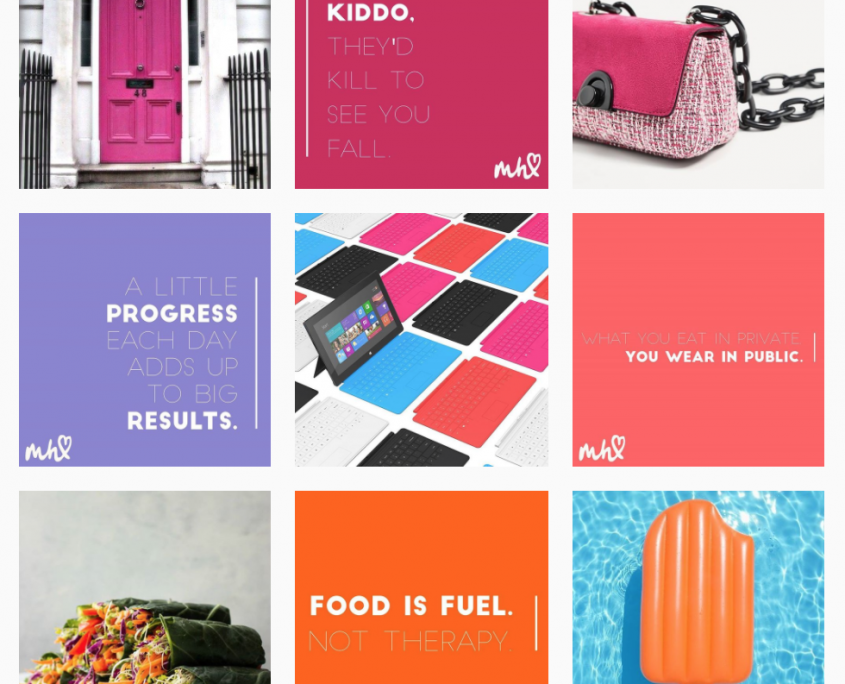 48
KIDDO,
THEY'D
KILL TO
SEE YOU
FALL.
mh
A LITTLE
PROGRESS
EACH DAY
ADDS UP
TO BIG
RESULTS.
mh
WHAT YOU EAT IN PRIVATE
YOU WEAR IN PUBLIC.
mh
FOOD IS FUEL.
NOT THERAPY.